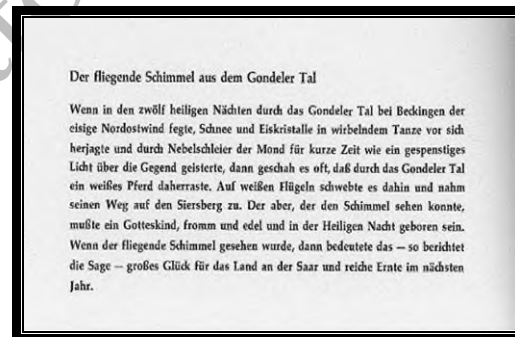 Der fliegende Schimmel aus dem Gondeler Tal
Wenn in den zwölf heiligen Nächten durch das Gondeler Tal bei Beckingen der
eisige Nordostwind fegte, Schnee und Eiskristalle in wirbelndem Tanze vor sich
herjagte und durch Nebelschleier der Mond für kurze Zeit wie ein gespenstiges
Licht über die Gegend geisterte, dann geschah es oft, daß durch das Gondeler Tal
ein weißes Pferd daherraste. Auf weißen Flügeln schwebte es dahin und nahm
seinen Weg auf den Siersberg zu. Der aber, der den Schimmel sehen konnte,
mußte ein Gotteskind, fromm und edel und in der Heiligen Nacht geboren sein.
Wenn der fliegende Schimmel gesehen wurde, dann bedeutete das — so berichtet
die Sage — großes Glück für das Land an der Saar und reiche Ernte im nächsten
Jahr.